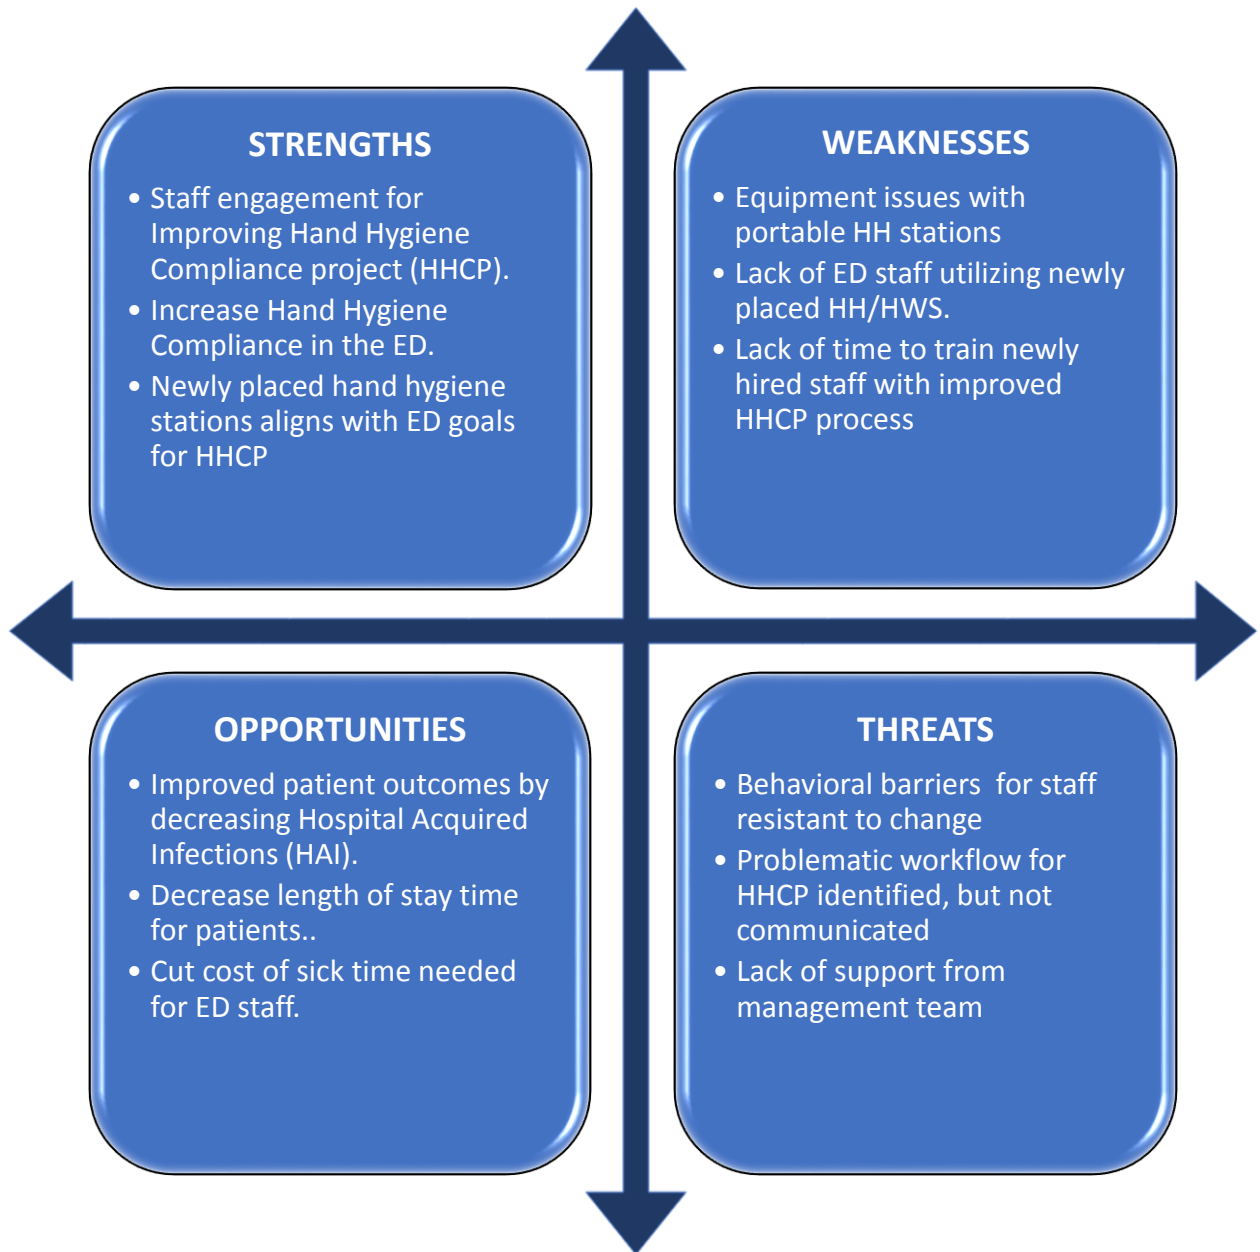 STRENGTHS
• Staff engagement for
Improving Hand Hygiene
Compliance project (HHCP).
• Increase Hand Hygiene
Compliance in the ED.
• Newly placed hand hygiene
stations aligns with ED goals
for HHCP
WEAKNESSES
• Equipment issues with
portable HH stations
• Lack of ED staff utilizing newly
placed HH/HWS.
• Lack of time to train newly
hired staff with improved
HHCP process
OPPORTUNITIES
• Improved patient outcomes by
decreasing Hospital Acquired
Infections (HAI).
• Decrease length of stay time
for patients..
• Cut cost of sick time needed
for ED staff.
THREATS
• Behavioral barriers  for staff
resistant to change
• Problematic workflow for
HHCP identified, but not
communicated
• Lack of support from
management team